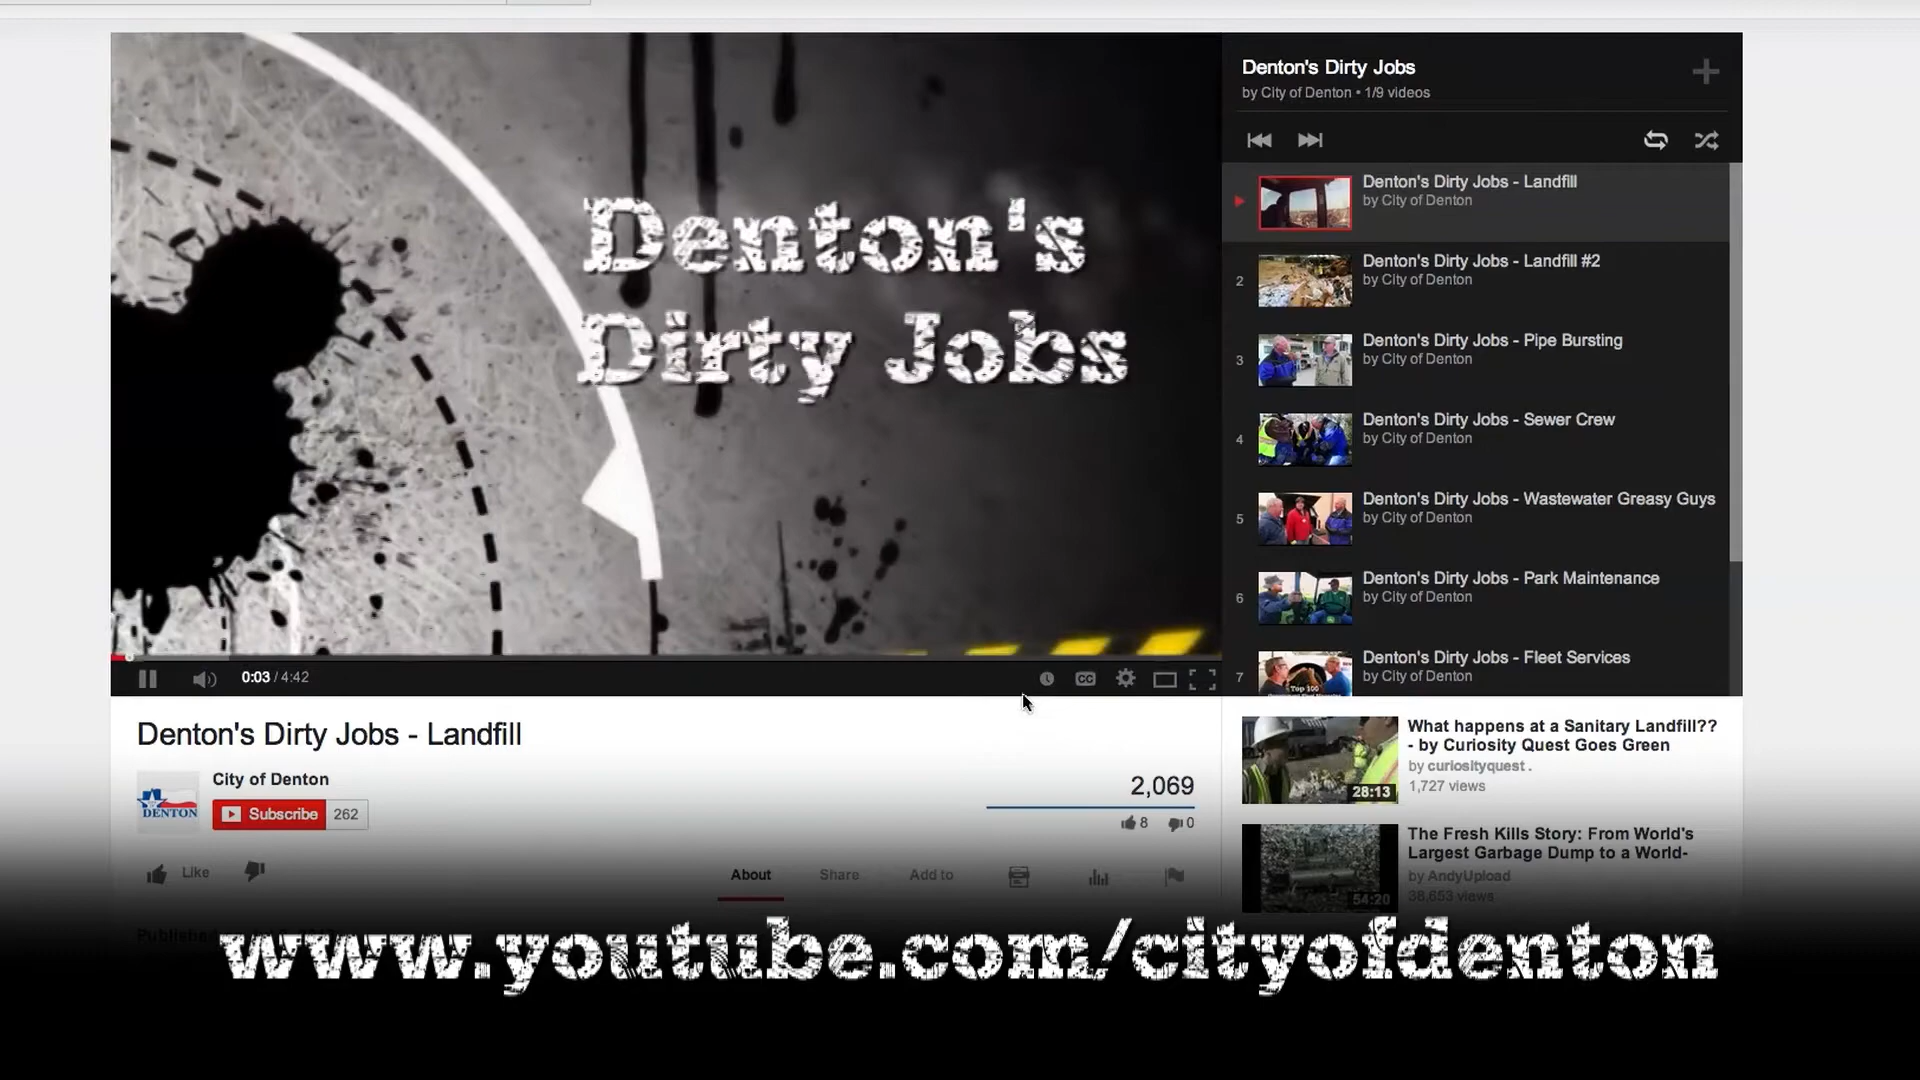 Denton's
Dirty Jobs
0:03 / 4:42
CC
Denton's Dirty Jobs
by City of Denton • 1/9 videos
Denton's Dirty Jobs - Landfill
by City of Denton
2
Denton's Dirty Jobs - Landfill #2
by City of Denton
3
Denton's Dirty Jobs - Pipe Bursting
by City of Denton
4
Denton's Dirty Jobs - Sewer Crew
by City of Denton
5
Denton's Dirty Jobs - Wastewater Greasy Guys
by City of Denton
6
Denton's Dirty Jobs - Park Maintenance
by City of Denton
7
Top 100
Denton's Dirty Jobs - Fleet Services
by City of Denton
Denton's Dirty Jobs - Landfill
DENTON
City of Denton
Subscribe 262
2,069
8 0
Like
About Share Add to
28:13
What happens at a Sanitary Landfill??
- by Curiosity Quest Goes Green
by curiosityquest .
1,727 views
54:20
The Fresh Kills Story: From World's
Largest Garbage Dump to a World-
by AndyUpload
38,653 views
www.youtube.com/cityofdenton